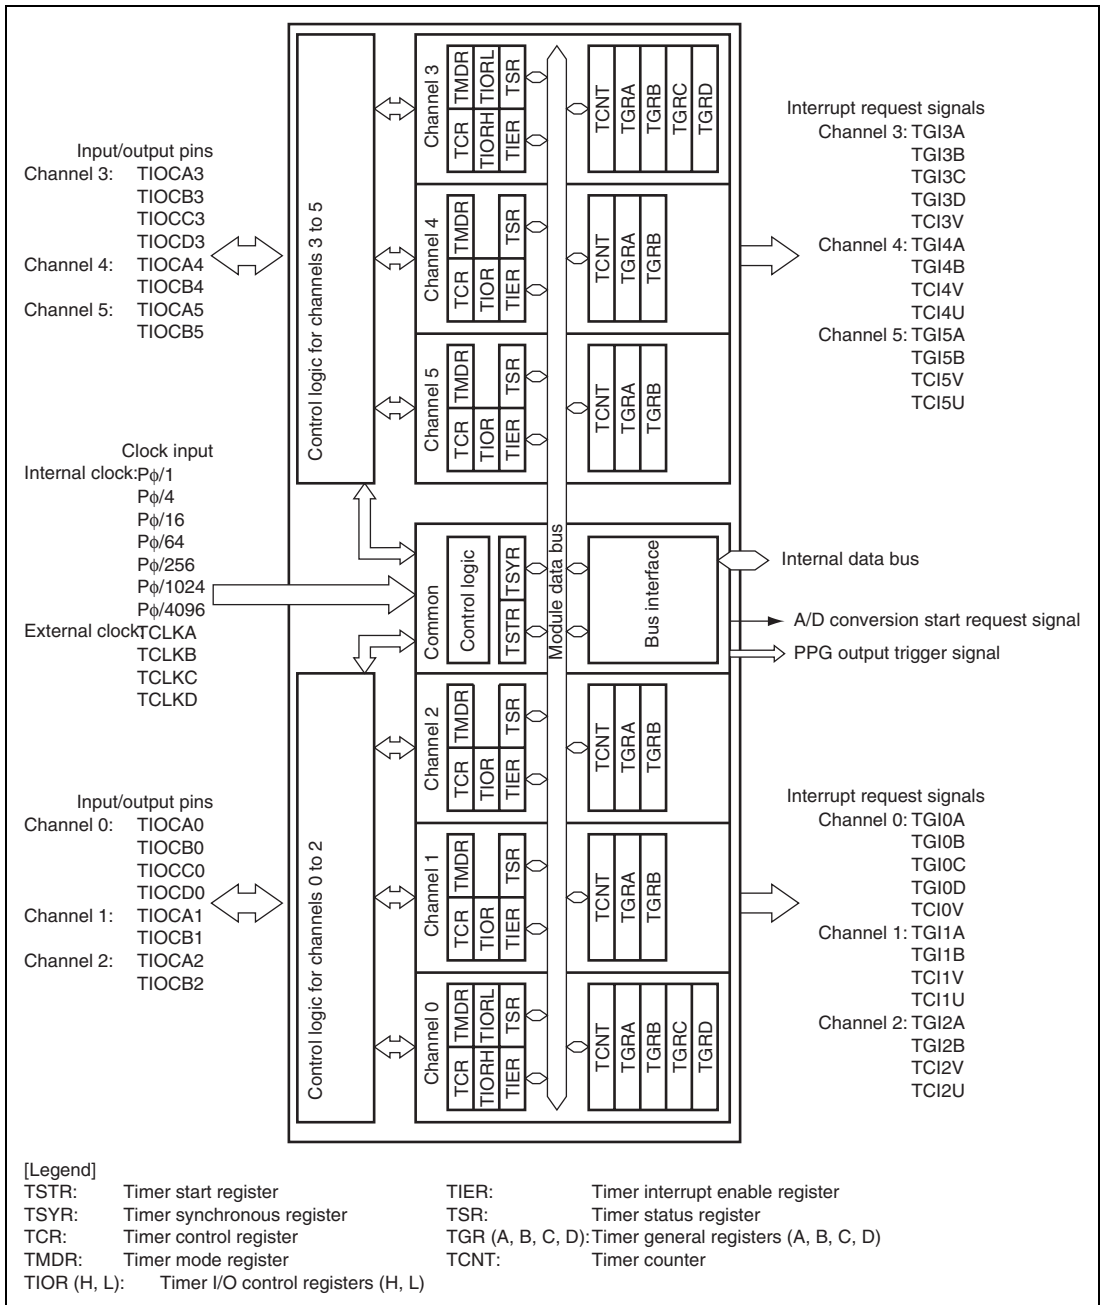 Input/output pins
Channel 3: TIOCA3
TIOCB3
TIOCC3
TIOCD3
Channel 4: TIOCA4
TIOCB4
Channel 5: TIOCA5
TIOCB5
Clock input
Internal clock: Pϕ/1
Pϕ/4
Pϕ/16
Pϕ/64
Pϕ/256
Pϕ/1024
Pϕ/4096
External clock: TCLKA
TCLKB
TCLKC
TCLKD
Input/output pins
Channel 0: TIOCA0
TIOCB0
TIOCC0
TIOCD0
Channel 1: TIOCA1
TIOCB1
Channel 2: TIOCA2
TIOCB2
Control logic for channels 3 to 5
Control logic for channels 0 to 2
Channel 3
TCR TMDR
TIORH TIORL
TIER TSR
TCNT
TGRA
TGRB
TGRC
TGRD
Channel 4
TCR TMDR
TIOR
TIER TSR
TCNT
TGRA
TGRB
Channel 5
TCR TMDR
TIOR
TIER TSR
TCNT
TGRA
TGRB
Common
Control logic
TSTR TSYR
Module data bus
Bus interface
Channel 2
TCR TMDR
TIOR
TIER TSR
TCNT
TGRA
TGRB
Channel 1
TCR TMDR
TIOR
TIER TSR
TCNT
TGRA
TGRB
Channel 0
TCR TMDR
TIORH TIORL
TIER TSR
TCNT
TGRA
TGRB
TGRC
TGRD
Interrupt request signals
Channel 3: TGI3A
TGI3B
TGI3C
TGI3D
TCI3V
Channel 4: TGI4A
TGI4B
TCI4V
TCI4U
Channel 5: TGI5A
TGI5B
TCI5V
TCI5U
Internal data bus
A/D conversion start request signal
PPG output trigger signal
Interrupt request signals
Channel 0: TGI0A
TGI0B
TGI0C
TGI0D
TCI0V
Channel 1: TGI1A
TGI1B
TCI1V
TCI1U
Channel 2: TGI2A
TGI2B
TCI2V
TCI2U
[Legend]
TSTR: Timer start register
TSYR: Timer synchronous register
TCR: Timer control register
TMDR: Timer mode register
TIOR (H, L): Timer I/O control registers (H, L)
TIER: Timer interrupt enable register
TSR: Timer status register
TGR (A, B, C, D): Timer general registers (A, B, C, D)
TCNT: Timer counter